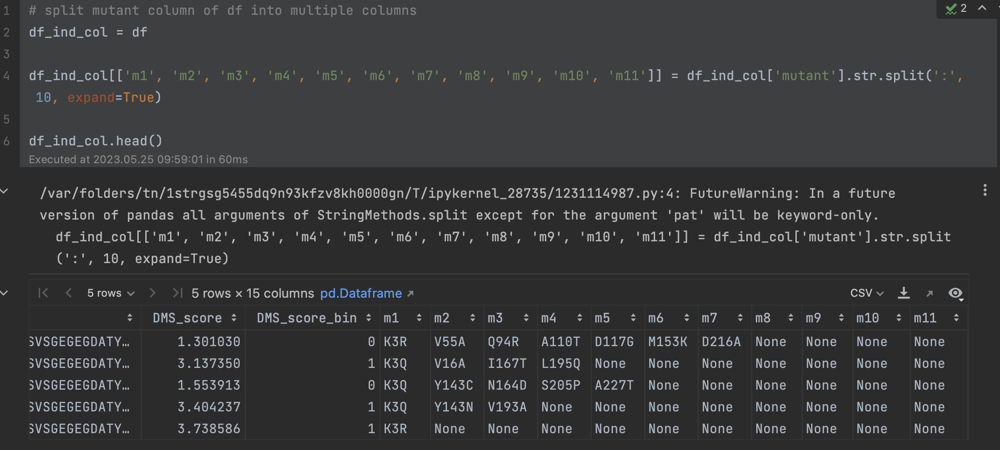 1 # split mutant column of df into multiple columns
2 df_ind_col = df
3
4 df_ind_col[['m1', 'm2', 'm3', 'm4', 'm5', 'm6', 'm7', 'm8', 'm9', 'm10', 'm11']] = df_ind_col['mutant'].str.split(':',
10, expand=True)
5
6 df_ind_col.head()
Executed at 2023.05.25 09:59:01 in 60ms
2
/var/folders/tn/1strgsg5455dq9n93kfzv8kh0000gn/T/ipykernel_28735/1231114987.py:4: FutureWarning: In a future
version of pandas all arguments of StringMethods.split except for the argument 'pat' will be keyword-only.
df_ind_col[['m1', 'm2', 'm3', 'm4', 'm5', 'm6', 'm7', 'm8', 'm9', 'm10', 'm11']] = df_ind_col['mutant'].str.split
(':', 10, expand=True)
5 rows 5 rows × 15 columns pd.Dataframe CSV
DMS_score DMS_score_bin m1 m2 m3 m4 m5 m6 m7 m8 m9 m10 m11
SVSGEGEGDATY… 1.301030 0 K3R V55A Q94R A110T D117G M153K D216A None None None None
SVSGEGEGDATY… 3.137350 1 K3Q V16A I167T L195Q None None None None None None None
SVSGEGEGDATY… 1.553913 0 K3Q Y143C N164D S205P A227T None None None None None None
SVSGEGEGDATY… 3.404237 1 K3Q Y143N V193A None None None None None None None None
SVSGEGEGDATY… 3.738586 1 K3R None None None None None None None None None None